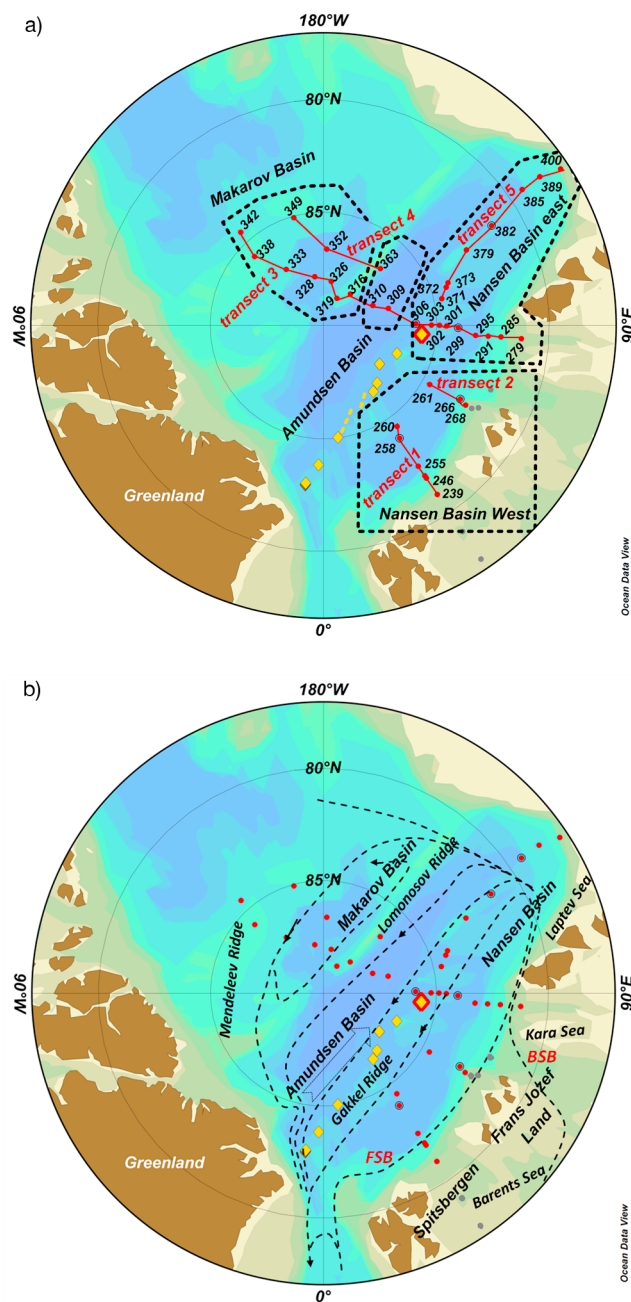 a)
180°W
80°N
Makarov Basin
85°N
400
389
385
transect 5
349
342
transect 4
382
338
352
Nansen Basin east
333
363
379
transect 3
326
328
316
372
373
310
371
319
309
306
303
301
295
285
90°W
90°E
302
299
291
279
Amundsen Basin
transect 2
261
266
268
260
258
255
transect 1
246
239
Greenland
Nansen Basin West
0°
Ocean Data View
b)
180°W
80°N
85°N
Makarov Basin
Lomonosov Ridge
Nansen Basin
Laptev Sea
Mendeleev Ridge
90°W
90°E
Amundsen Basin
Kara Sea
BSB
Gakkel Ridge
Frans Jozef
Land
FSB
Greenland
Spitsbergen
Barents Sea
0°
Ocean Data View